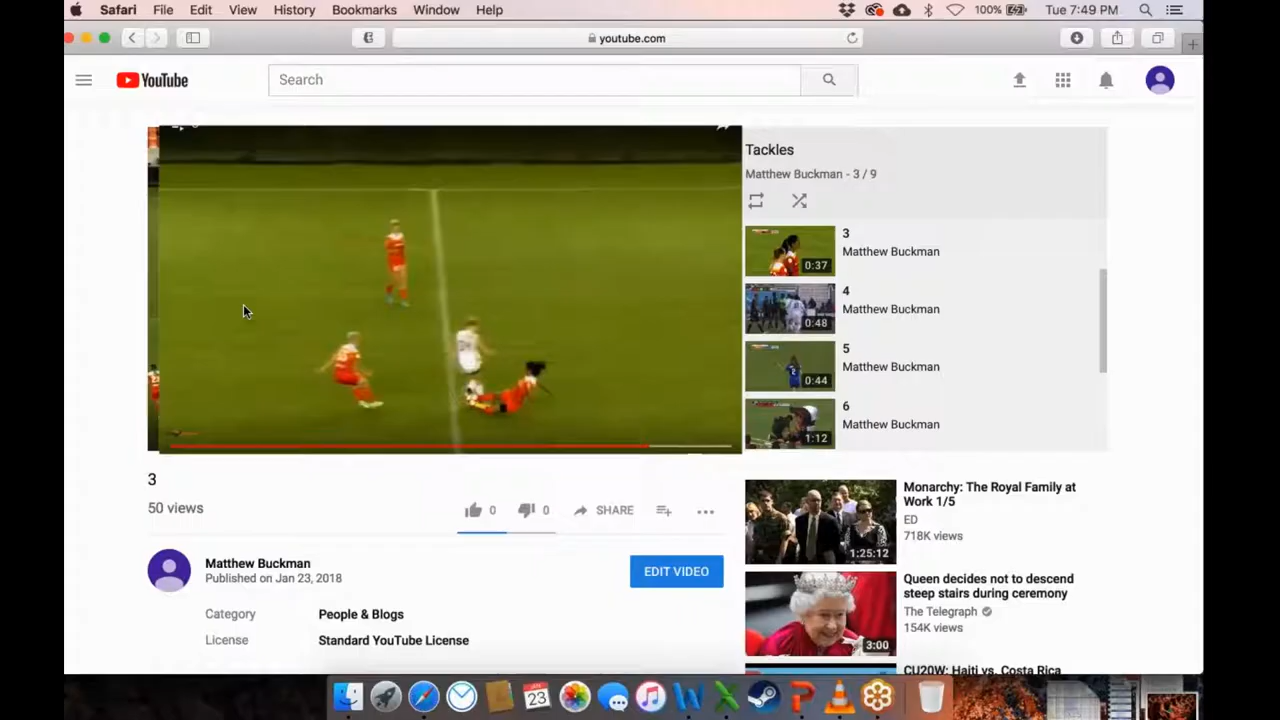 Safari File Edit View History Bookmarks Window Help 100% Tue 7:49 PM
youtube.com
YouTube Search
Tackles
Matthew Buckman - 3 / 9
3
Matthew Buckman
0:37
4
Matthew Buckman
0:48
5
Matthew Buckman
0:44
6
Matthew Buckman
1:12
3
50 views
0 0 SHARE
Matthew Buckman
Published on Jan 23, 2018
EDIT VIDEO
Category People & Blogs
License Standard YouTube License
Monarchy: The Royal Family at
Work 1/5
ED
718K views
1:25:12
Queen decides not to descend
steep stairs during ceremony
The Telegraph
154K views
3:00
CU20W: Haiti vs. Costa Rica
JAN
23